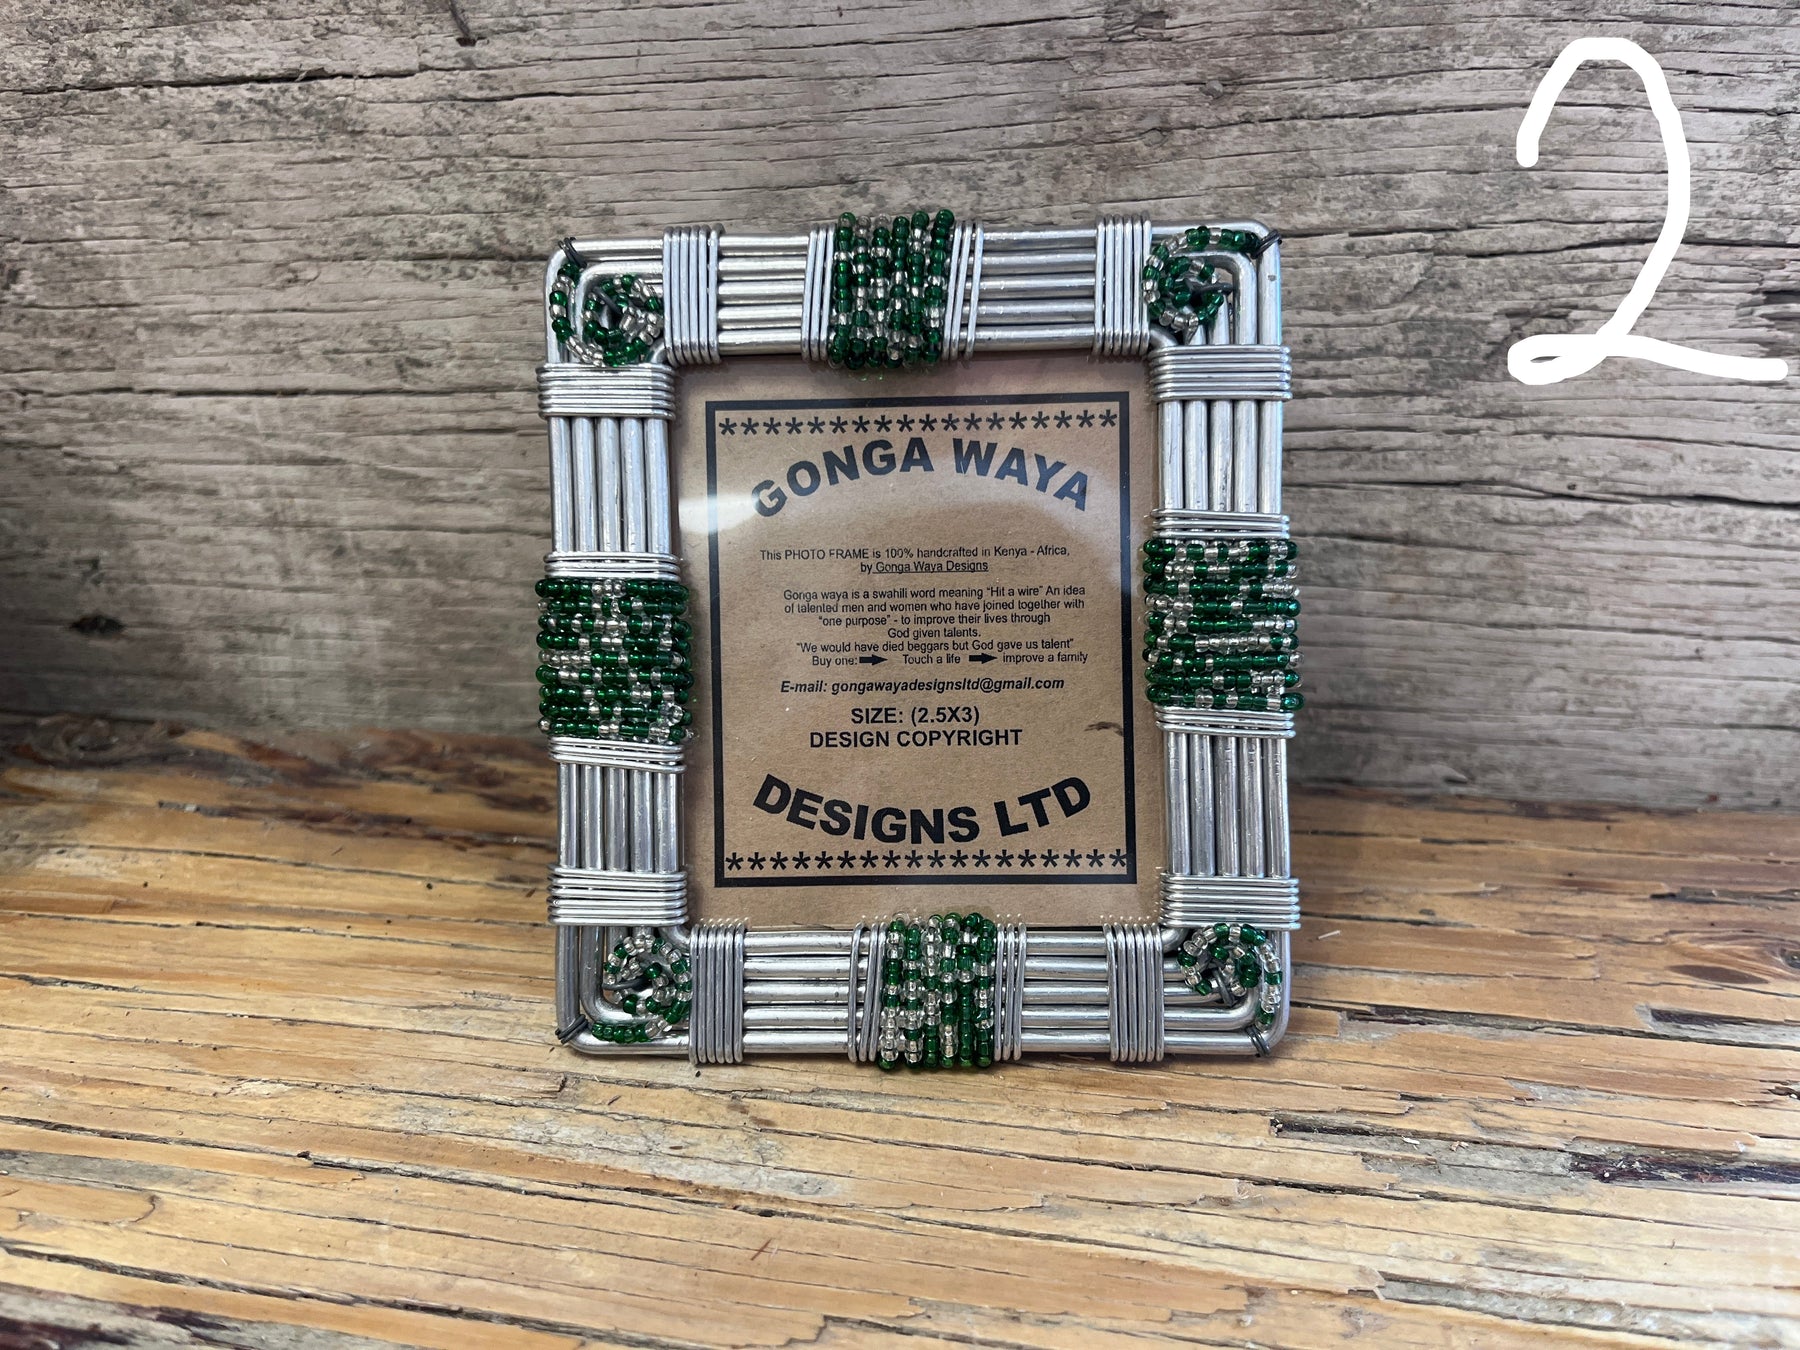 2
*******************
GONGA WAYA
This PHOTO FRAME is 100% handcrafted in Kenya - Africa,
by Gonga Waya Designs
Gonga waya is a swahili word meaning "Hit a wire" An idea
of talented men and women who have joined together with
"one purpose" - to improve their lives through
God given talents.
"We would have died beggars but God gave us talent"
Buy one: ➡ Touch a life ➡ improve a family
E-mail: gongawayadesignsltd@gmail.com
SIZE: (2.5X3)
DESIGN COPYRIGHT
DESIGNS LTD
*******************